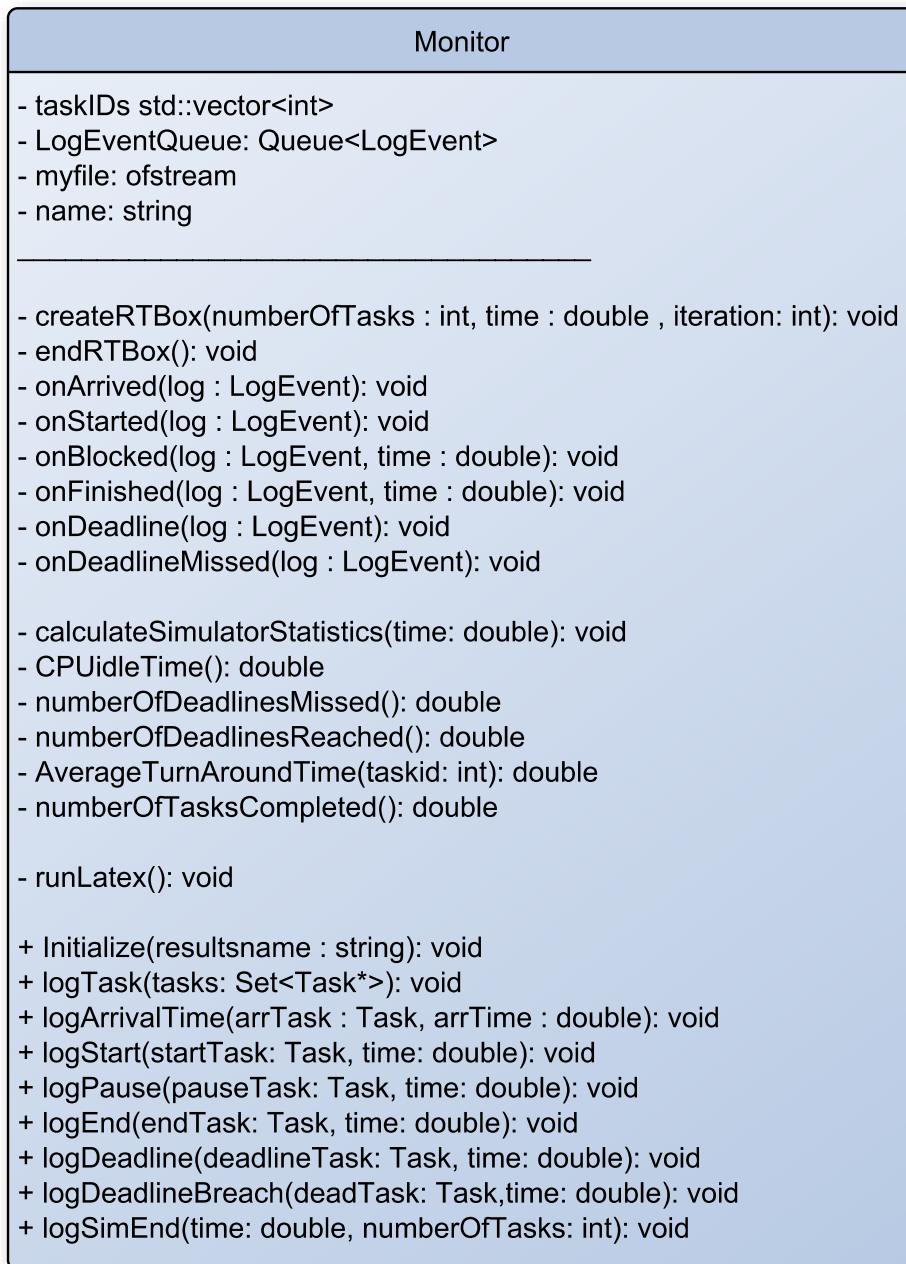 Monitor
- taskIDs std::vector<int>
- LogEventQueue: Queue<LogEvent>
- myfile: ofstream
- name: string
- createRTBox(numberOfTasks : int, time : double , iteration: int): void
- endRTBox(): void
- onArrived(log : LogEvent): void
- onStarted(log : LogEvent): void
- onBlocked(log : LogEvent, time : double): void
- onFinished(log : LogEvent, time : double): void
- onDeadline(log : LogEvent): void
- onDeadlineMissed(log : LogEvent): void
- calculateSimulatorStatistics(time: double): void
- CPUidleTime(): double
- numberOfDeadlinesMissed(): double
- numberOfDeadlinesReached(): double
- AverageTurnAroundTime(taskid: int): double
- numberOfTasksCompleted(): double
- runLatex(): void
+ Initialize(resultsname : string): void
+ logTask(tasks: Set<Task*>): void
+ logArrivalTime(arrTask : Task, arrTime : double): void
+ logStart(startTask: Task, time: double): void
+ logPause(pauseTask: Task, time: double): void
+ logEnd(endTask: Task, time: double): void
+ logDeadline(deadlineTask: Task, time: double): void
+ logDeadlineBreach(deadTask: Task,time: double): void
+ logSimEnd(time: double, numberOfTasks: int): void